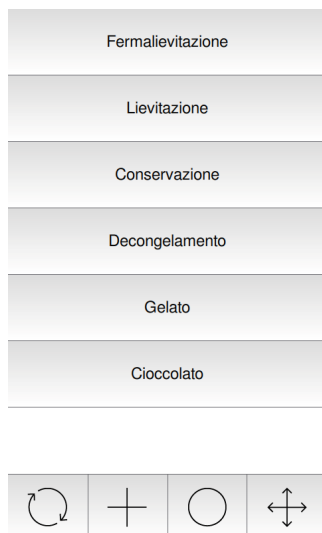 Fermalievitazione
Lievitazione
Conservazione
Decongelamento
Gelato
Cioccolato